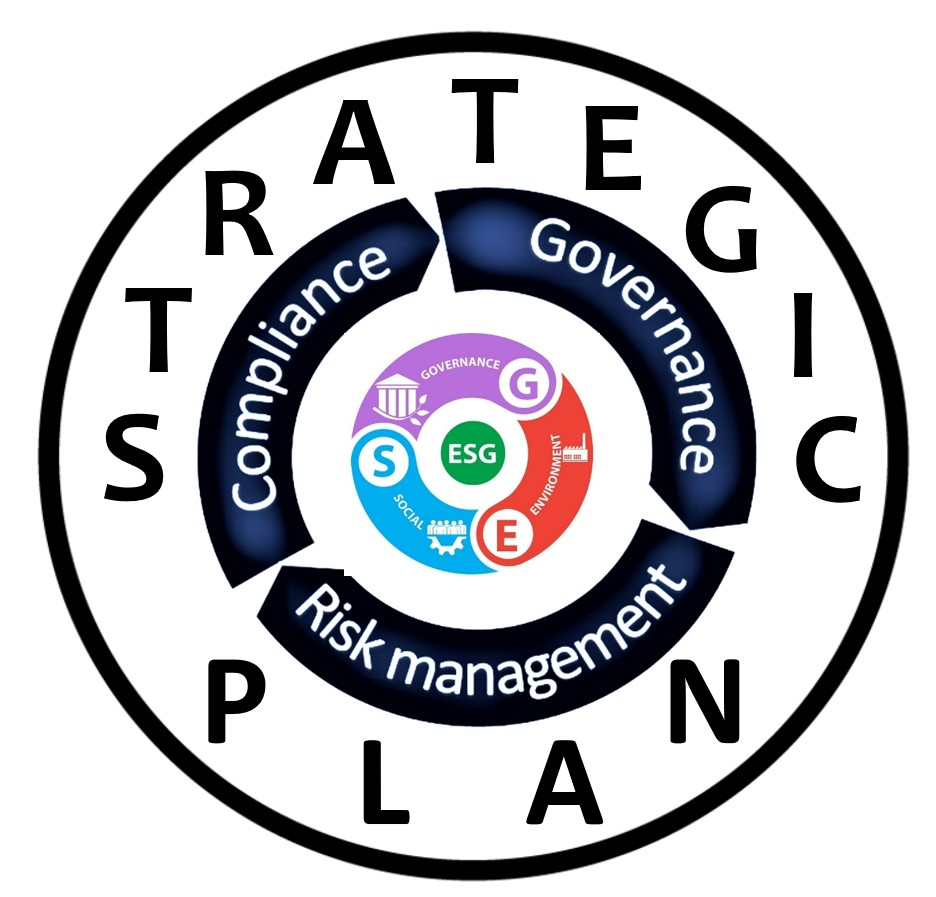 STRATEGIC
PLAN
Compliance
Governance
Risk management
GOVERNANCE
G
ENVIRONMENT
E
SOCIAL
S
ESG